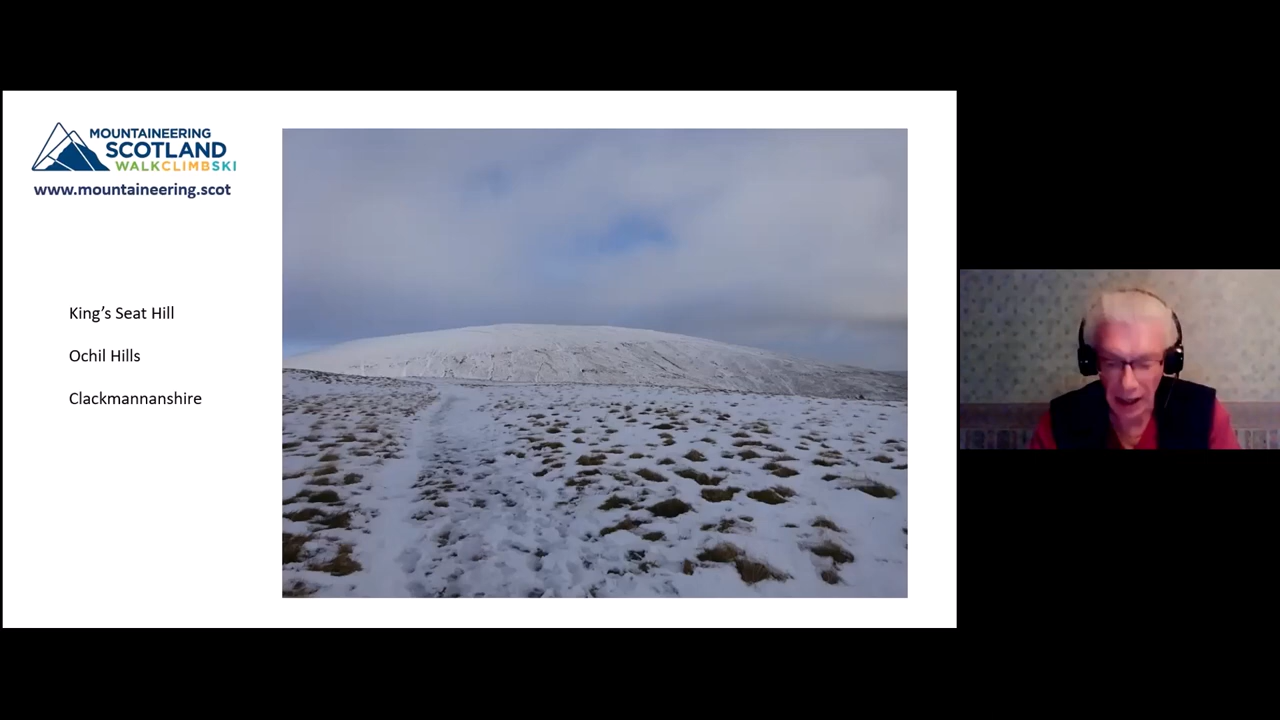 MOUNTAINEERING
SCOTLAND
WALKCLIMBSKI
www.mountaineering.scot
King's Seat Hill
Ochil Hills
Clackmannanshire